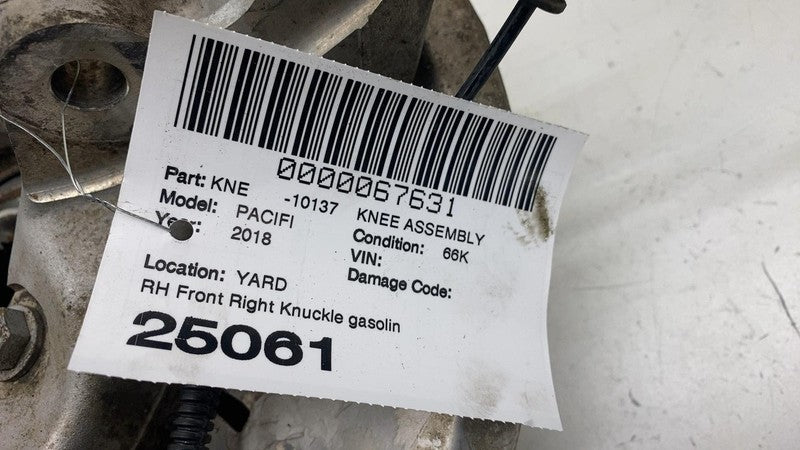 0000067631
Part: KNE -10137 KNEE ASSEMBLY
Model: PACIFI Condition: 66K
Year: 2018 VIN:
Damage Code:
Location: YARD
RH Front Right Knuckle gasolin
25061